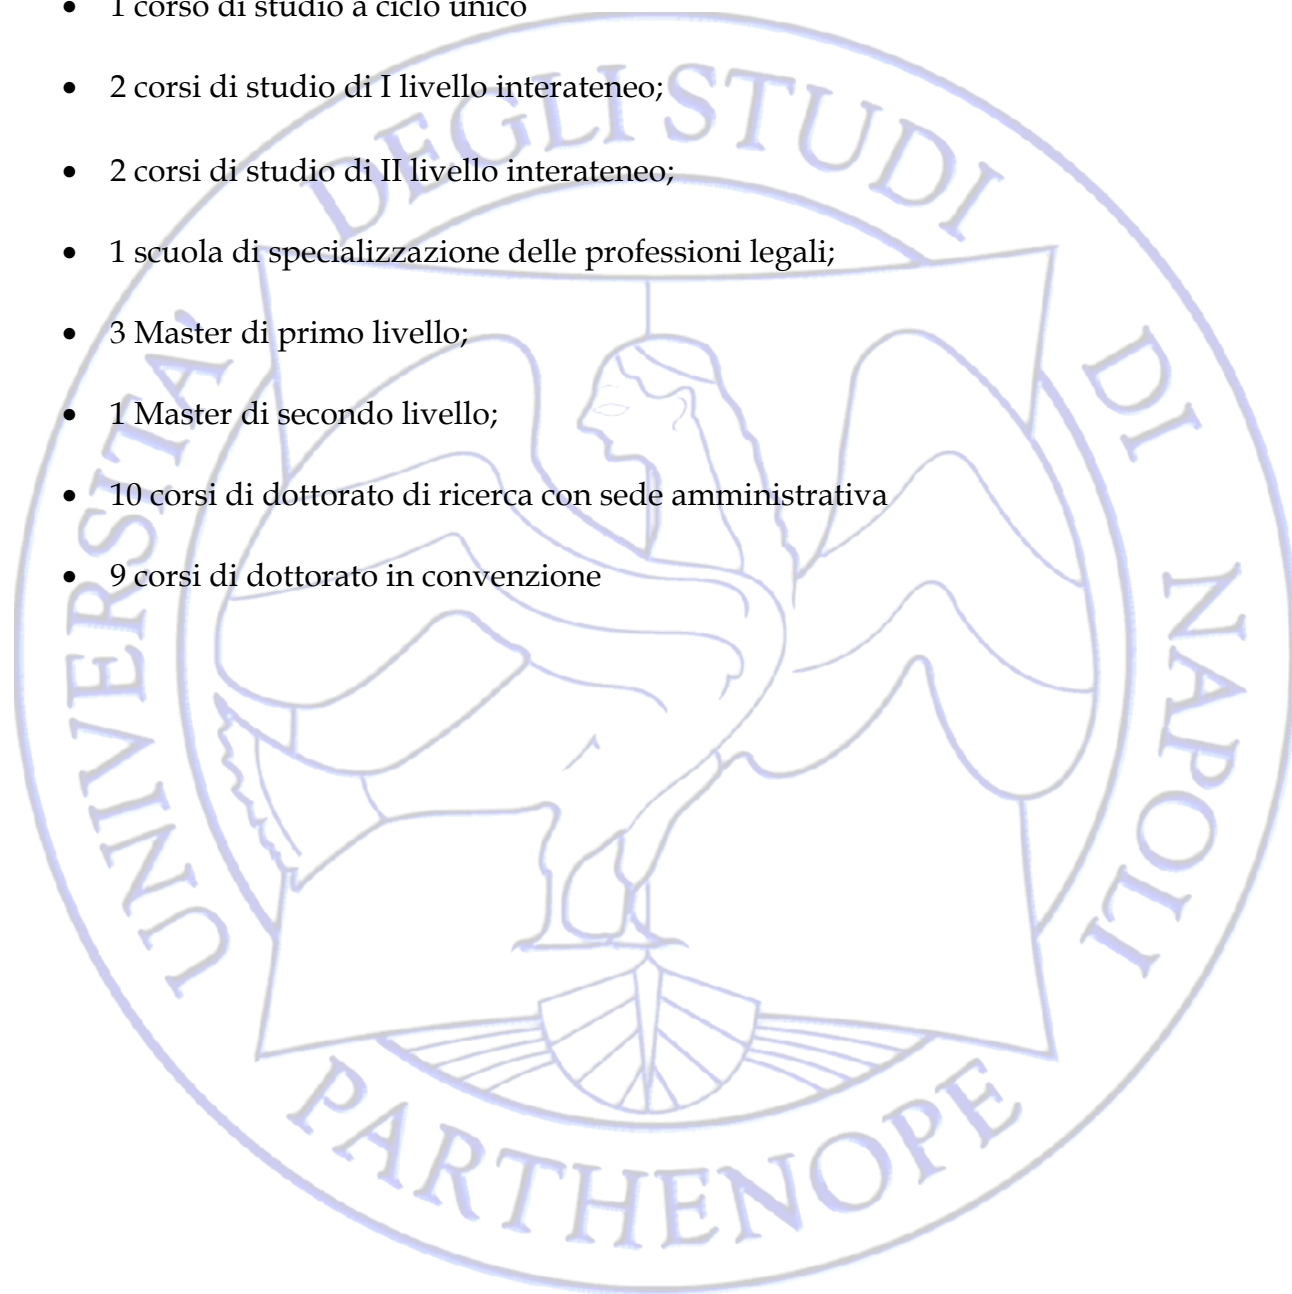 • 1 corso di studio a ciclo unico
• 2 corsi di studio di I livello interateneo;
• 2 corsi di studio di II livello interateneo;
• 1 scuola di specializzazione delle professioni legali;
• 3 Master di primo livello;
• 1 Master di secondo livello;
• 10 corsi di dottorato di ricerca con sede amministrativa
• 9 corsi di dottorato in convenzione
UNIVERSITA' DEGLI STUDI DI NAPOLI
PARTHENOPE